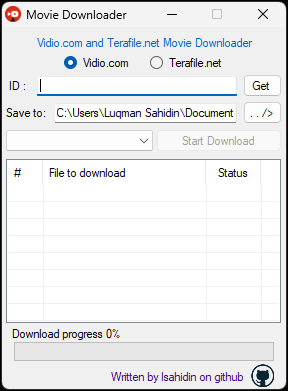 Movie Downloader
Vidio.com and Terafile.net Movie Downloader
Vidio.com Terafile.net
ID : Get
Save to: C:\Users\Luqman Sahidin\Document . . />
Start Download
# File to download Status
Download progress 0%
Written by lsahidin on github